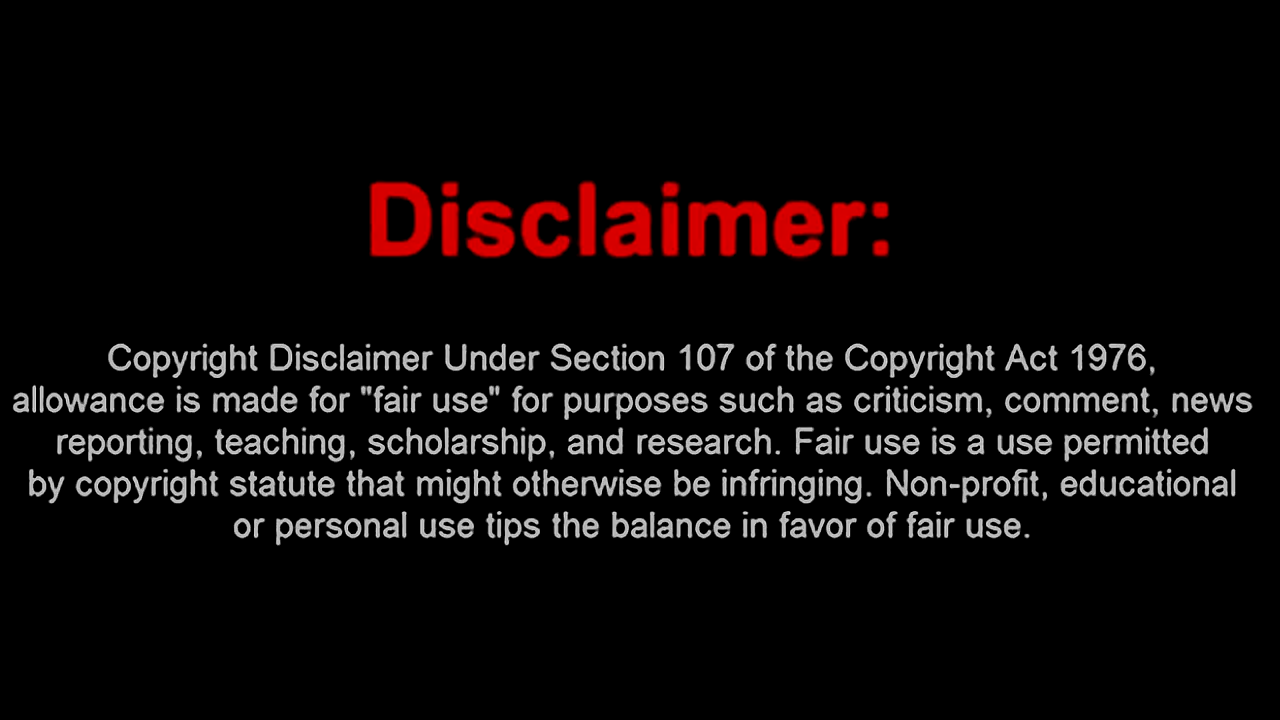 Disclaimer:
Copyright Disclaimer Under Section 107 of the Copyright Act 1976,
allowance is made for "fair use" for purposes such as criticism, comment, news
reporting, teaching, scholarship, and research. Fair use is a use permitted
by copyright statute that might otherwise be infringing. Non-profit, educational
or personal use tips the balance in favor of fair use.